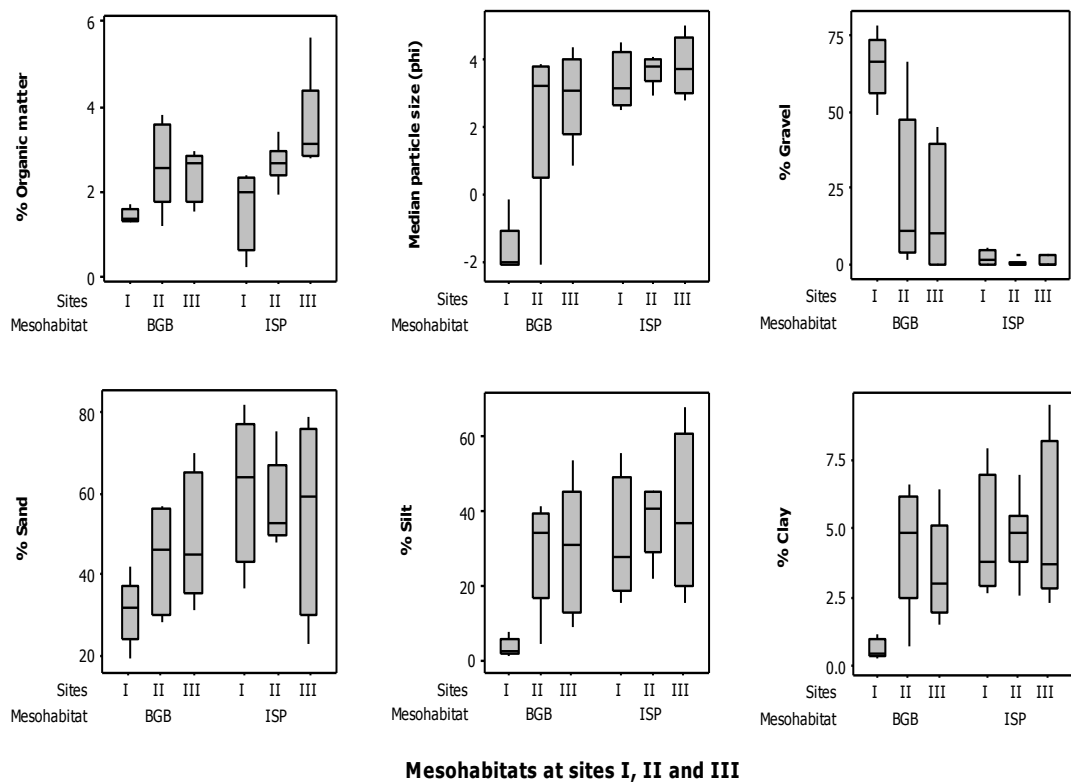 % Organic matter
6
4
2
0
Sites I II III I II III
Mesohabitat BGB ISP
Median particle size (phi)
4
2
0
-2
I II III I II III
BGB ISP
% Gravel
75
50
25
0
Sites I II III I II III
Mesohabitat BGB ISP
% Sand
80
60
40
20
Sites I II III I II III
Mesohabitat BGB ISP
% Silt
60
40
20
0
Sites I II III I II III
Mesohabitat BGB ISP
% Clay
7.5
5.0
2.5
0.0
Sites I II III I II III
Mesohabitat BGB ISP
Mesohabitats at sites I, II and III